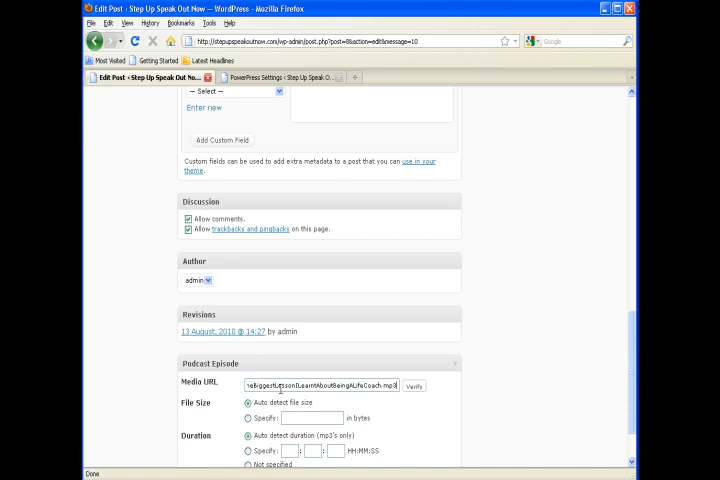 Edit Post ‹ Step Up Speak Out Now — WordPress - Mozilla Firefox
File Edit View History Bookmarks Tools Help
http://stepupspeakoutnow.com/wp-admin/post.php?post=8&action=edit&message=10
Google
Most Visited Getting Started Latest Headlines
Edit Post ‹ Step Up Speak Out No... PowerPress Settings ‹ Step Up Speak O...
— Select —
Enter new
Add Custom Field
Custom fields can be used to add extra metadata to a post that you can use in your
theme.
Discussion
Allow comments.
Allow trackbacks and pingbacks on this page.
Author
admin
Revisions
13 August, 2010 @ 14:27 by admin
Podcast Episode
Media URL
heBiggestLessonILearntAboutBeingALifeCoach.mp3
Verify
File Size
Auto detect file size
Specify: in bytes
Duration
Auto detect duration (mp3's only)
Specify: : : HH:MM:SS
Not specified
Done